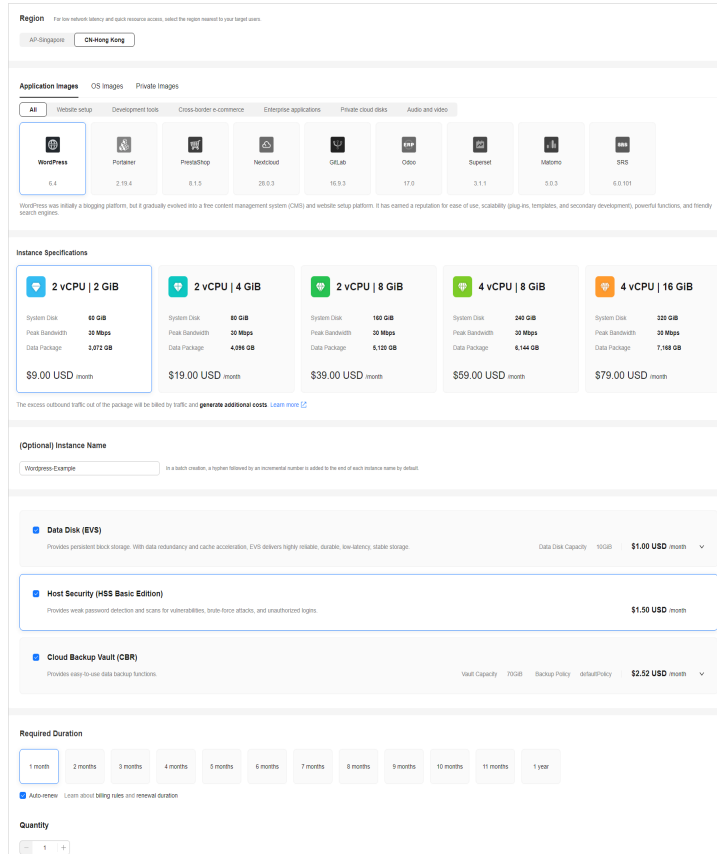 Region For low network latency and quick resource access, select the region nearest to your target users.
AP-Singapore CN-Hong Kong
Application Images OS Images Private Images
All Website setup Development tools Cross-border e-commerce Enterprise applications Private cloud disks Audio and video
ERP SRS
WordPress Portainer PrestaShop Nextcloud GitLab Odoo Superset Matomo SRS
6.4 2.19.4 8.1.5 28.0.3 16.9.3 17.0 3.1.1 5.0.3 6.0.101
WordPress was initially a blogging platform, but it gradually evolved into a free content management system (CMS) and website setup platform. It has earned a reputation for ease of use, scalability (plug-ins, templates, and secondary development), powerful functions, and friendly
search engines.
Instance Specifications
2 vCPU | 2 GiB 2 vCPU | 4 GiB 2 vCPU | 8 GiB 4 vCPU | 8 GiB 4 vCPU | 16 GiB
System Disk 60 GiB System Disk 80 GiB System Disk 160 GiB System Disk 240 GiB System Disk 320 GiB
Peak Bandwidth 30 Mbps Peak Bandwidth 30 Mbps Peak Bandwidth 30 Mbps Peak Bandwidth 30 Mbps Peak Bandwidth 30 Mbps
Data Package 3,072 GB Data Package 4,096 GB Data Package 5,120 GB Data Package 6,144 GB Data Package 7,168 GB
$9.00 USD /month $19.00 USD /month $39.00 USD /month $59.00 USD /month $79.00 USD /month
The excess outbound traffic out of the package will be billed by traffic and generate additional costs. Learn more
(Optional) Instance Name
Wordpress-Example In a batch creation, a hyphen followed by an incremental number is added to the end of each instance name by default.
Data Disk (EVS)
Provides persistent block storage. With data redundancy and cache acceleration, EVS delivers highly reliable, durable, low-latency, stable storage. Data Disk Capacity 10GiB $1.00 USD /month
Host Security (HSS Basic Edition)
Provides weak password detection and scans for vulnerabilities, brute-force attacks, and unauthorized logins. $1.50 USD /month
Cloud Backup Vault (CBR)
Provides easy-to-use data backup functions. Vault Capacity 70GiB Backup Policy defaultPolicy $2.52 USD /month
Required Duration
1 month 2 months 3 months 4 months 5 months 6 months 7 months 8 months 9 months 10 months 11 months 1 year
Auto-renew Learn about billing rules and renewal duration
Quantity
- 1 +